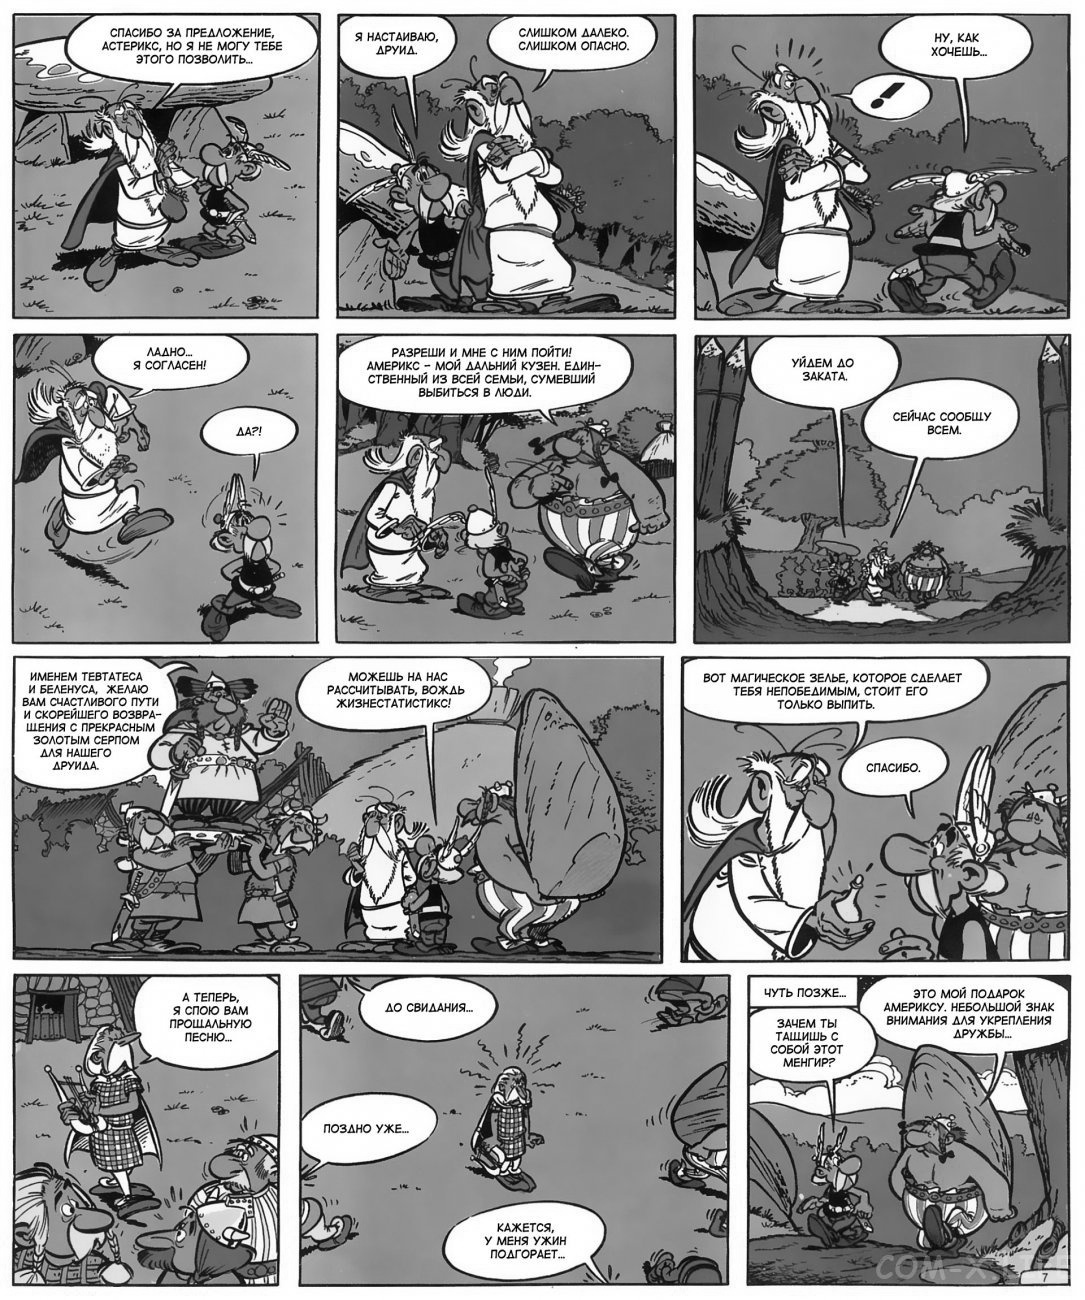 СПАСИБО ЗА ПРЕДЛОЖЕНИЕ,
АСТЕРИКС, НО Я НЕ МОГУ ТЕБЕ
ЭТОГО ПОЗВОЛИТЬ...
Я НАСТАИВАЮ,
ДРУИД.
СЛИШКОМ ДАЛЕКО.
СЛИШКОМ ОПАСНО.
!
НУ, КАК
ХОЧЕШЬ...
ЛАДНО...
Я СОГЛАСЕН!
ДА?!
РАЗРЕШИ И МНЕ С НИМ ПОЙТИ!
АМЕРИКС - МОЙ ДАЛЬНИЙ КУЗЕН. ЕДИН-
СТВЕННЫЙ ИЗ ВСЕЙ СЕМЬИ, СУМЕВШИЙ
ВЫБИТЬСЯ В ЛЮДИ.
УЙДЕМ ДО
ЗАКАТА.
СЕЙЧАС СООБЩУ
ВСЕМ.
ИМЕНЕМ ТЕВТАТЕСА
И БЕЛЕНУСА, ЖЕЛАЮ
ВАМ СЧАСТЛИВОГО ПУТИ
И СКОРЕЙШЕГО ВОЗВРА-
ЩЕНИЯ С ПРЕКРАСНЫМ
ЗОЛОТЫМ СЕРПОМ
ДЛЯ НАШЕГО
ДРУИДА.
МОЖЕШЬ НА НАС
РАССЧИТЫВАТЬ, ВОЖДЬ
ЖИЗНЕСТАТИСТИКС!
ВОТ МАГИЧЕСКОЕ ЗЕЛЬЕ, КОТОРОЕ СДЕЛАЕТ
ТЕБЯ НЕПОБЕДИМЫМ, СТОИТ ЕГО
ТОЛЬКО ВЫПИТЬ.
СПАСИБО.
А ТЕПЕРЬ,
Я СПОЮ ВАМ
ПРОЩАЛЬНУЮ
ПЕСНЮ...
ДО СВИДАНИЯ...
ПОЗДНО УЖЕ...
КАЖЕТСЯ,
У МЕНЯ УЖИН
ПОДГОРАЕТ...
ЧУТЬ ПОЗЖЕ...
ЗАЧЕМ ТЫ
ТАЩИШЬ С
СОБОЙ ЭТОТ
МЕНГИР?
ЭТО МОЙ ПОДАРОК
АМЕРИКСУ. НЕБОЛЬШОЙ ЗНАК
ВНИМАНИЯ ДЛЯ УКРЕПЛЕНИЯ
ДРУЖБЫ...
7